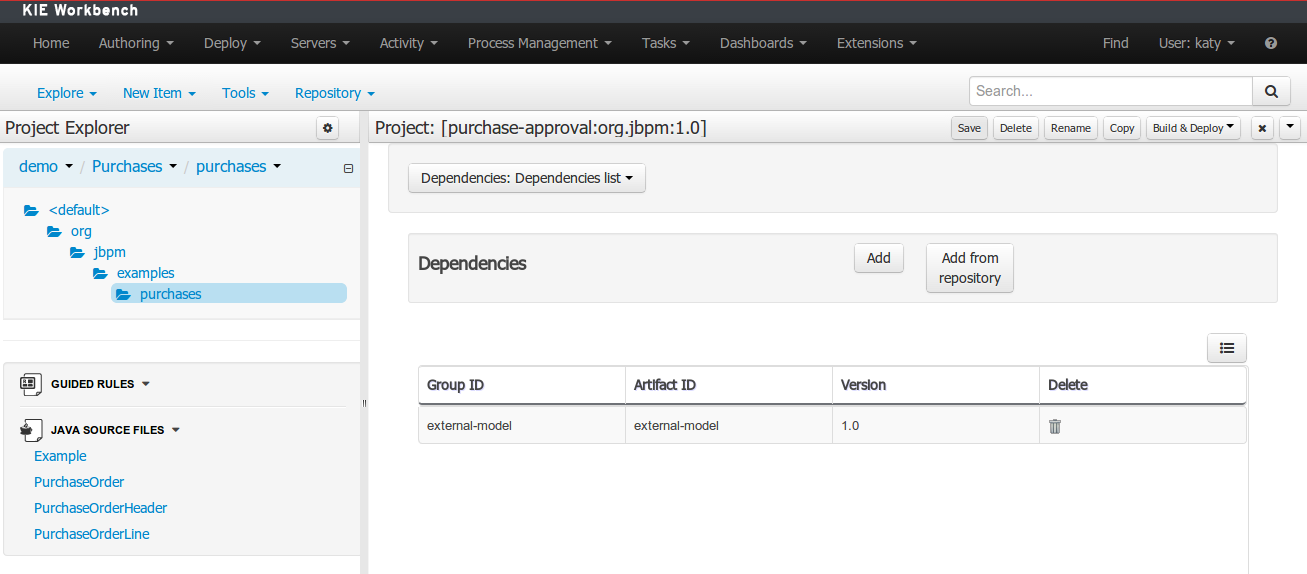 KIE Workbench
Home Authoring Deploy Servers Activity Process Management Tasks Dashboards Extensions Find User: katy
Explore New Item Tools Repository Search...
Project Explorer
Project: [purchase-approval:org.jbpm:1.0] Save Delete Rename Copy Build & Deploy
demo / Purchases / purchases
<default>
org
jbpm
examples
purchases
GUIDED RULES
JAVA SOURCE FILES
Example
PurchaseOrder
PurchaseOrderHeader
PurchaseOrderLine
Dependencies: Dependencies list
Dependencies Add Add from
repository
Group ID Artifact ID Version Delete
external-model external-model 1.0